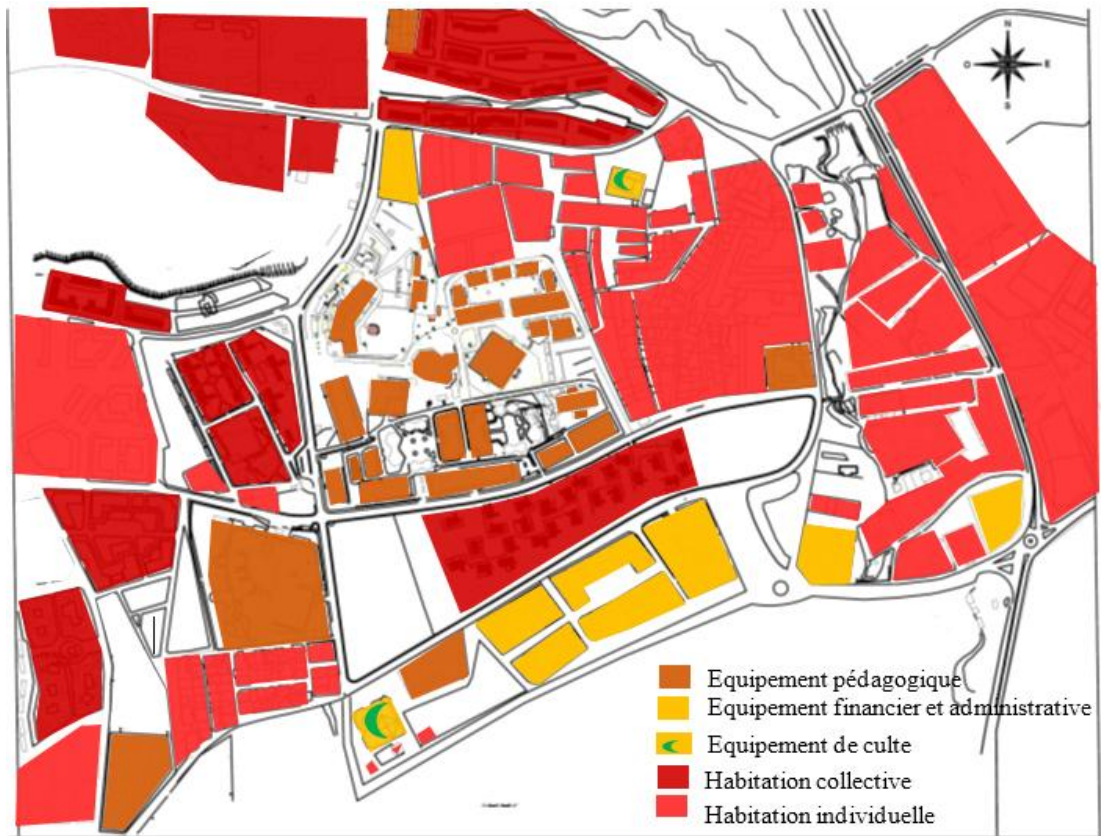 N
O E
S
Equipement pédagogique
Equipement financier et administrative
Equipement de culte
Habitation collective
Habitation individuelle